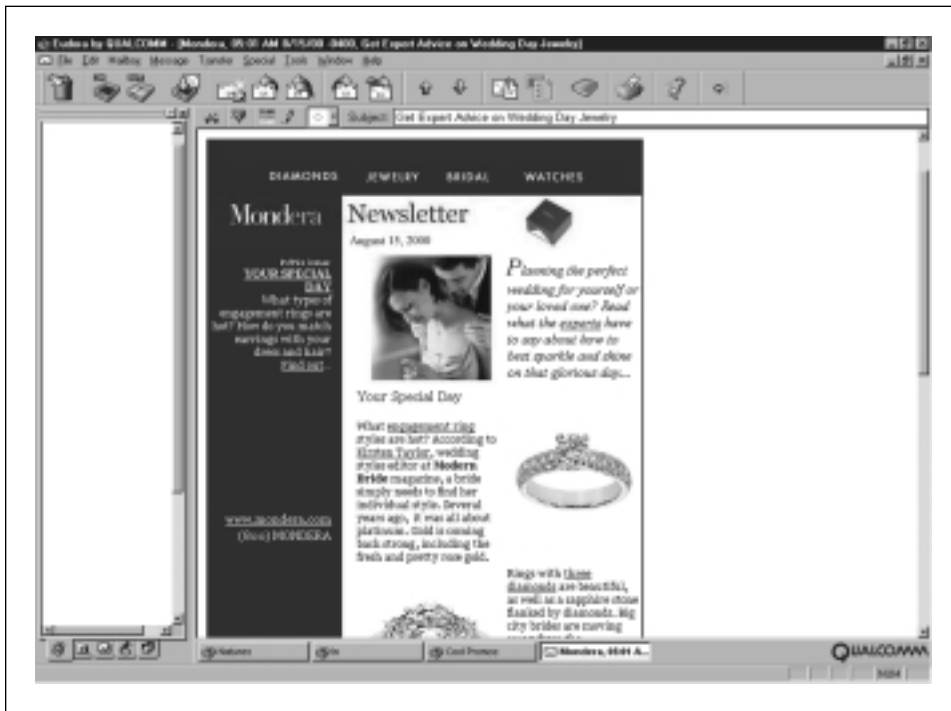 Eudora by QUALCOMM - [Mondera, 05:01 AM 8/15/00 -0400, Get Expert Advice on Wedding Day Jewelry]
File Edit Mailbox Message Transfer Special Tools Window Help
Subject: Get Expert Advice on Wedding Day Jewelry
DIAMONDS JEWELRY BRIDAL WATCHES
Mondera
YOUR SPECIAL
DAY
What types of
engagement rings are
hot? How do you match
earrings with your
dress and hair?
Find out...
www.mondera.com
(800) MONDERA
Newsletter
August 15, 2000
Your Special Day
What engagement ring
styles are hot? According to
Kirsten Taylor, wedding
styles editor at Modern
Bride magazine, a bride
simply needs to find her
individual style. Several
years ago, it was all about
platinum. Gold is coming
back strong, including the
fresh and pretty rose gold.
Planning the perfect
wedding for yourself or
your loved one? Read
what the experts have
to say about how to
best sparkle and shine
on that glorious day...
Rings with three
diamonds are beautiful,
as well as a sapphire stone
flanked by diamonds. Big
city brides are moving
In
Cool Promos
Mondera, 05:01 A...
QUALCOMM
NUM